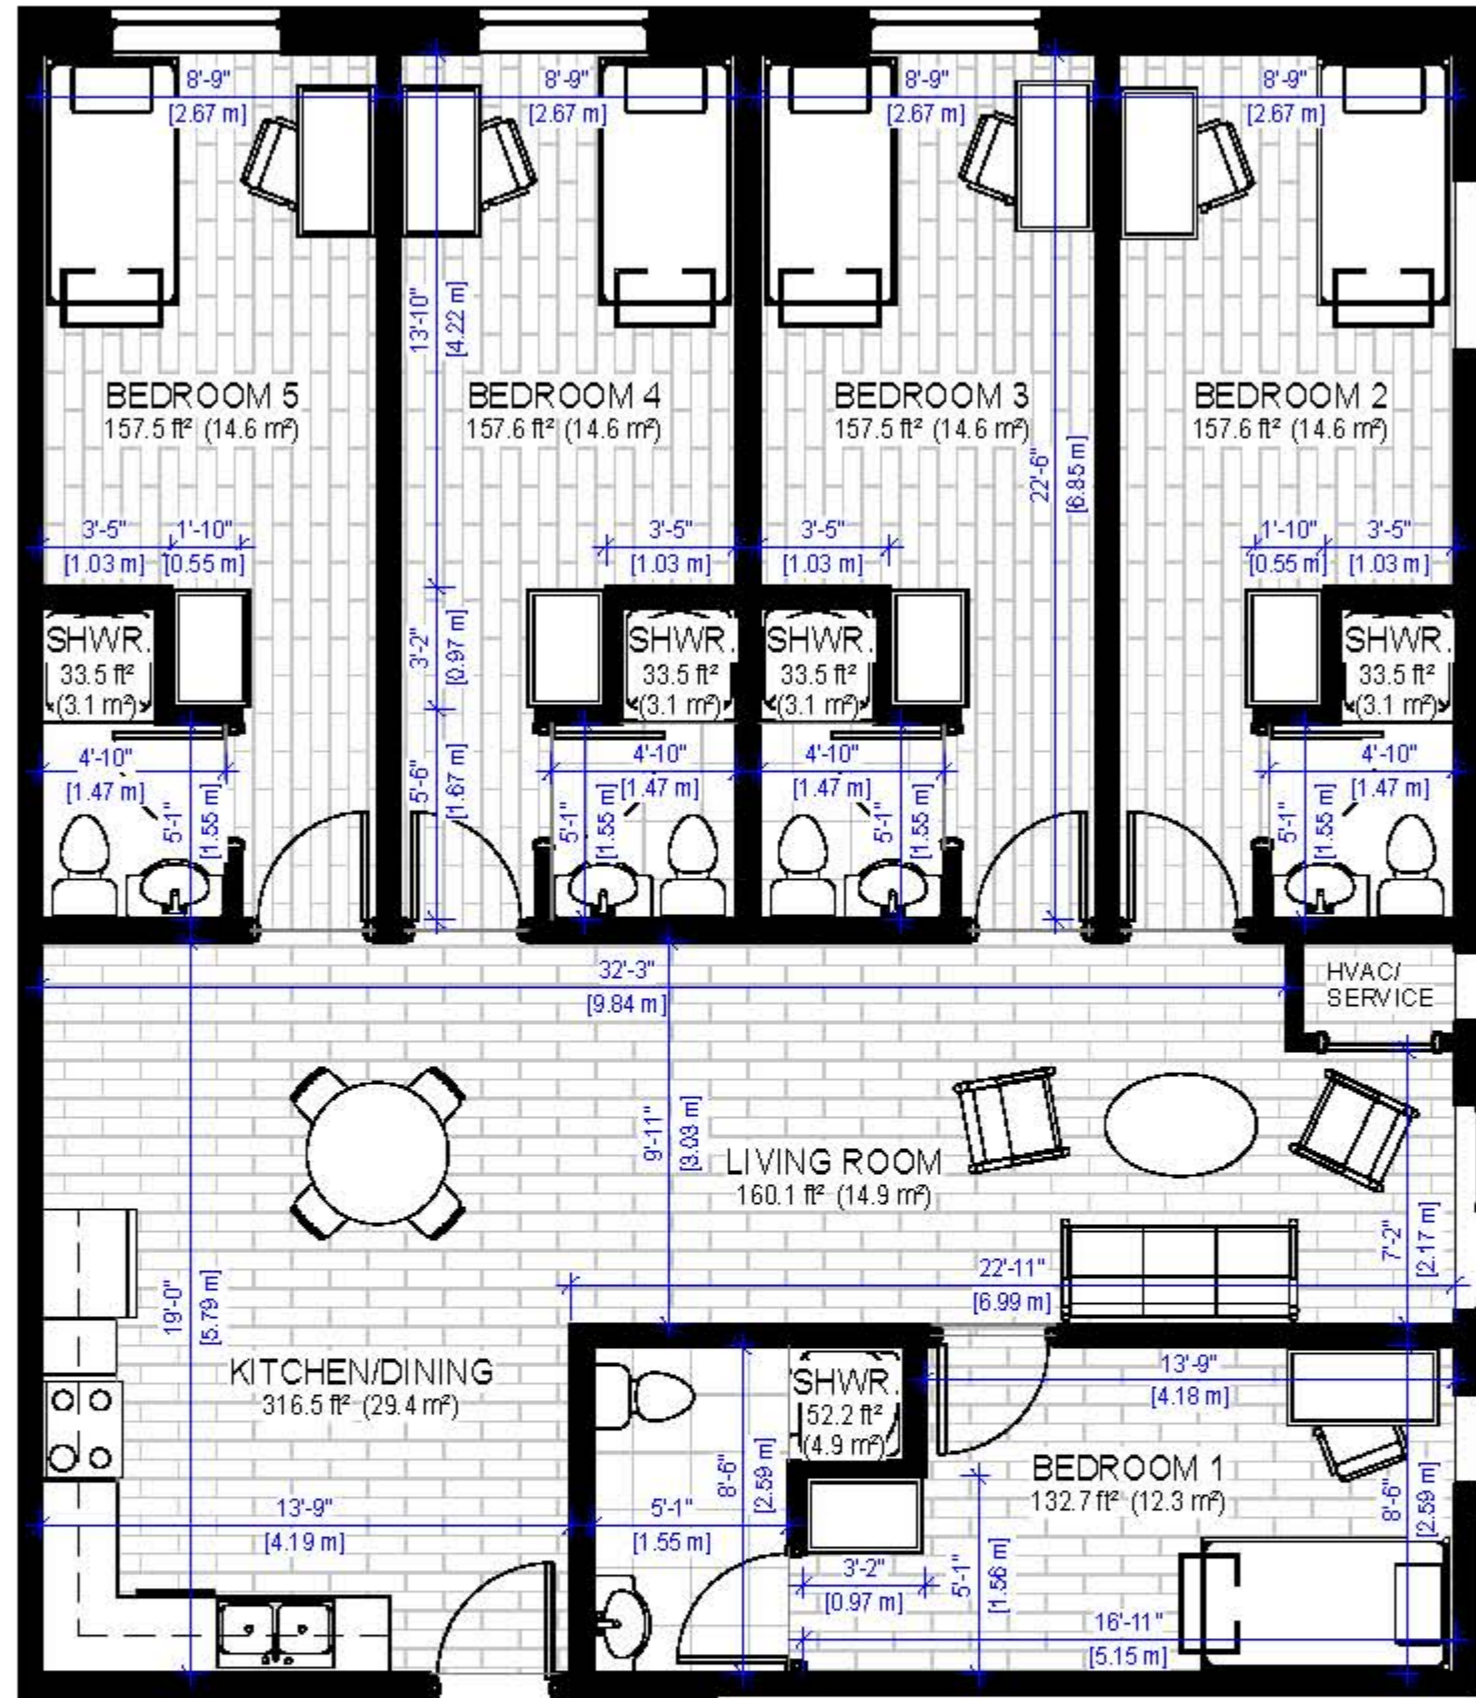 8'-9"
[2.67 m]
8'-9"
[2.67 m]
8'-9"
[2.67 m]
8'-9"
[2.67 m]
13'-10"
[4.22 m]
BEDROOM 5
157.5 ft² (14.6 m²)
BEDROOM 4
157.6 ft² (14.6 m²)
BEDROOM 3
157.5 ft² (14.6 m²)
BEDROOM 2
157.6 ft² (14.6 m²)
22'-6"
[6.85 m]
3'-5"
[1.03 m]
1'-10"
[0.55 m]
3'-5"
[1.03 m]
3'-5"
[1.03 m]
1'-10"
[0.55 m]
3'-5"
[1.03 m]
SHWR.
33.5 ft²
(3.1 m²)
3'-2"
[0.97 m]
SHWR.
33.5 ft²
(3.1 m²)
SHWR.
33.5 ft²
(3.1 m²)
SHWR.
33.5 ft²
(3.1 m²)
4'-10"
[1.47 m]
5'-1"
[1.55 m]
5'-6"
[1.67 m]
5'-1"
[1.55 m]
4'-10"
[1.47 m]
4'-10"
[1.47 m]
5'-1"
[1.55 m]
5'-1"
[1.55 m]
4'-10"
[1.47 m]
32'-3"
[9.84 m]
HVAC/
SERVICE
9'-11"
[3.03 m]
LIVING ROOM
160.1 ft² (14.9 m²)
7'-2"
[2.17 m]
22'-11"
[6.99 m]
19'-0"
[5.79 m]
KITCHEN/DINING
316.5 ft² (29.4 m²)
SHWR.
52.2 ft²
(4.9 m²)
13'-9"
[4.18 m]
8'-6"
[2.59 m]
BEDROOM 1
132.7 ft² (12.3 m²)
8'-6"
[2.59 m]
13'-9"
[4.19 m]
5'-1"
[1.55 m]
3'-2"
[0.97 m]
5'-1"
[1.56 m]
16'-11"
[5.15 m]